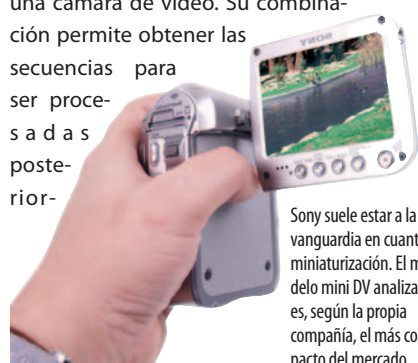 una cámara de vídeo. Su combina-
ción permite obtener las
secuencias para
ser proce-
sadas
poste-
rior-
SONY
Sony suele estar a la
vanguardia en cuant
miniaturización. El m
delo mini DV analiza
es, según la propia
compañía, el más co
pacto del mercado